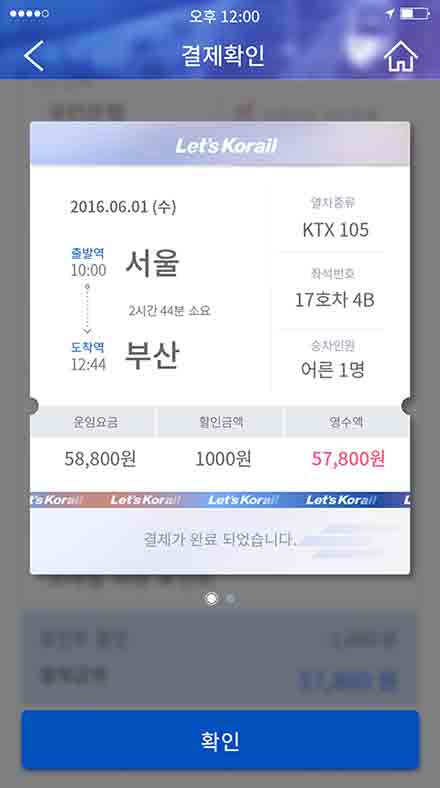 오후 12:00
결제확인
Let's Korail
2016.06.01 (수)
출발역
10:00
서울
2시간 44분 소요
도착역
12:44
부산
열차종류
KTX 105
좌석번호
17호차 4B
승차인원
어른 1명
운임요금 할인금액 영수액
58,800원 1000원 57,800원
Let's Korail Let's Korail Let's Korail Let's Korail
결제가 완료 되었습니다.
57,800 원
확인